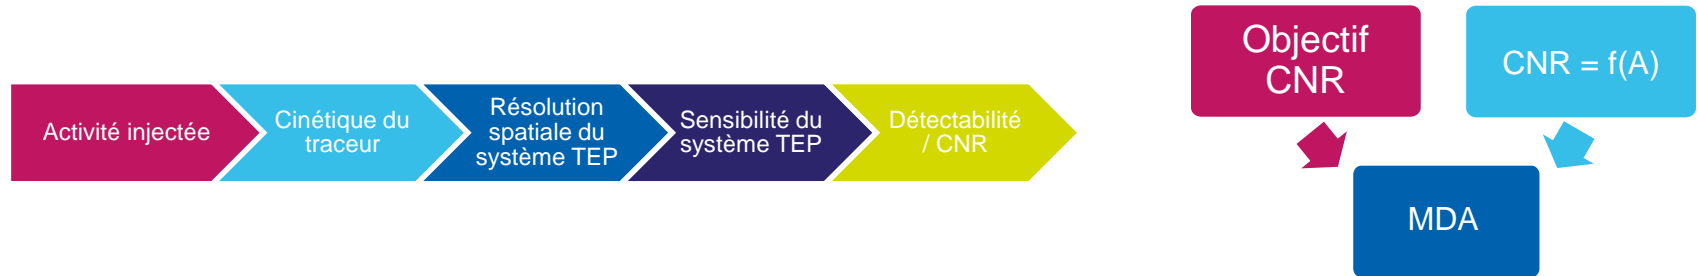 Activité injectée
Cinétique du
traceur
Résolution
spatiale du
système TEP
Sensibilité du
système TEP
Détectabilité
/ CNR
Objectif
CNR
CNR = f(A)
MDA